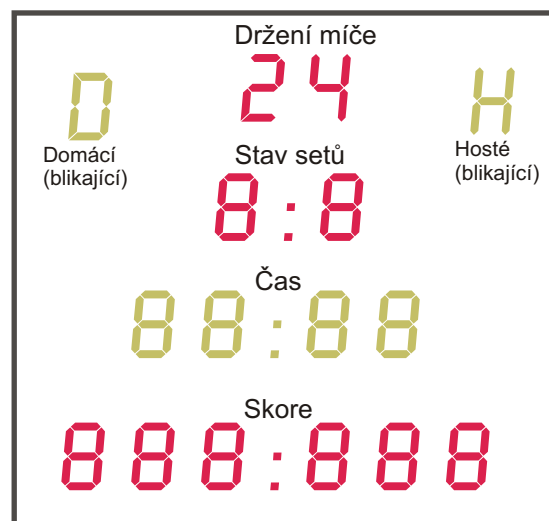 Držení míče
D 24 H
Domácí
(blikající)
Hosté
(blikající)
Stav setů
8:8
Čas
88:88
Skore
888:888